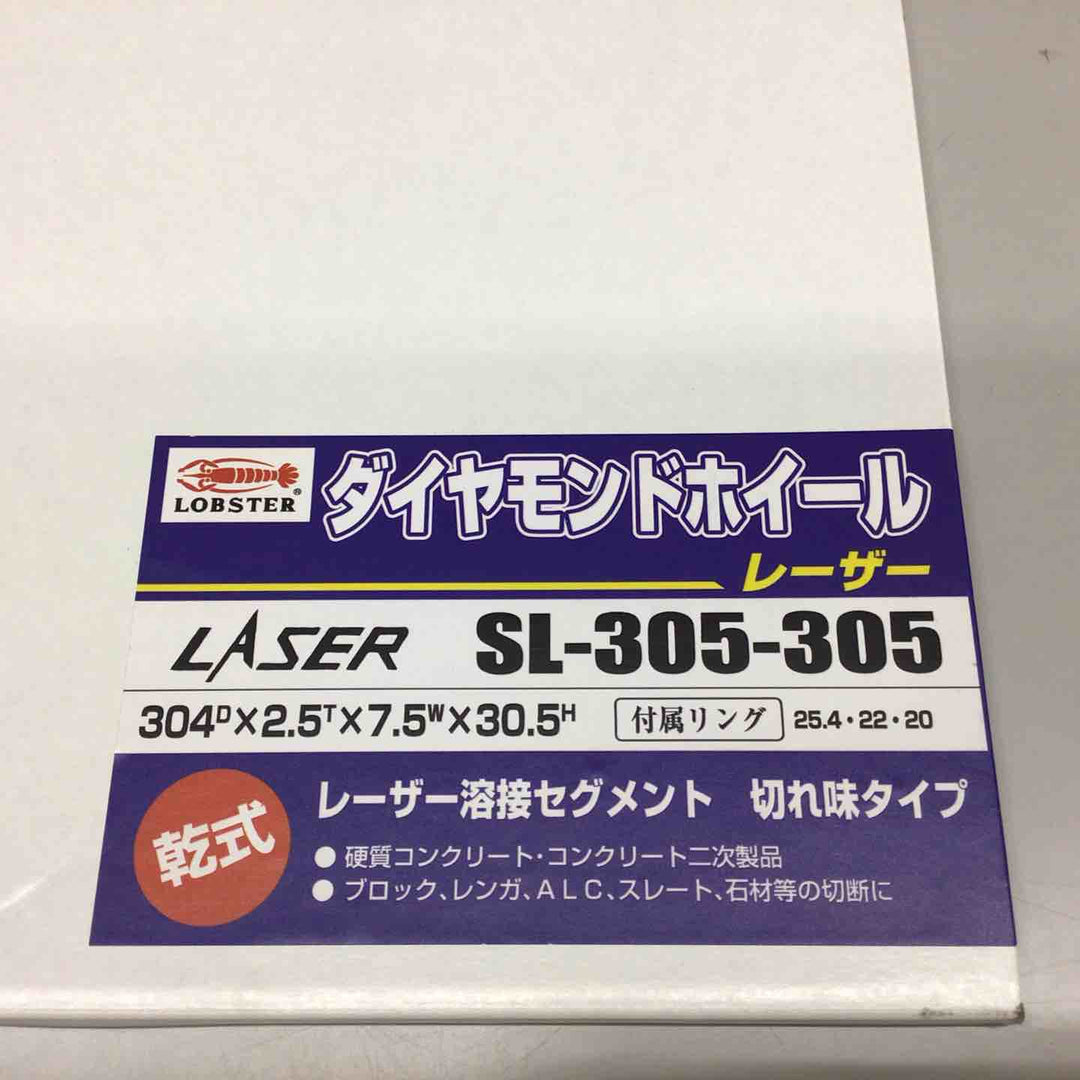 LOBSTER®
ダイヤモンドホイール
レーザー
LASER SL-305-305
304ᴰ×2.5ᵀ×7.5ᵂ×30.5ᴴ 付属リング 25.4・22・20
乾式
レーザー溶接セグメント 切れ味タイプ
●硬質コンクリート・コンクリート二次製品
●ブロック、レンガ、ALC、スレート、石材等の切断に